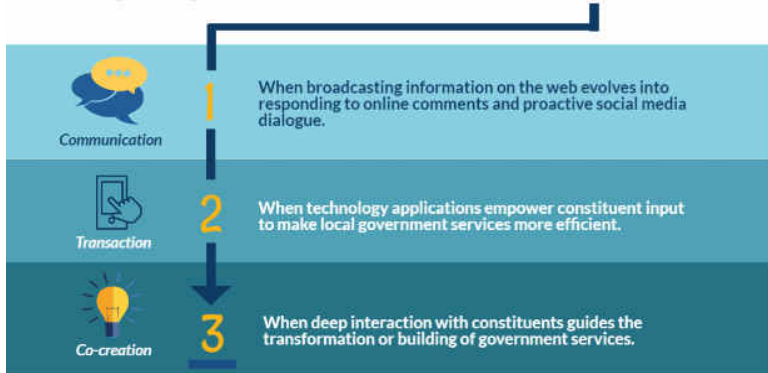 1
When broadcasting information on the web evolves into
responding to online comments and proactive social media
dialogue.
Communication
2
When technology applications empower constituent input
to make local government services more efficient.
Transaction
3
When deep interaction with constituents guides the
transformation or building of government services.
Co-creation